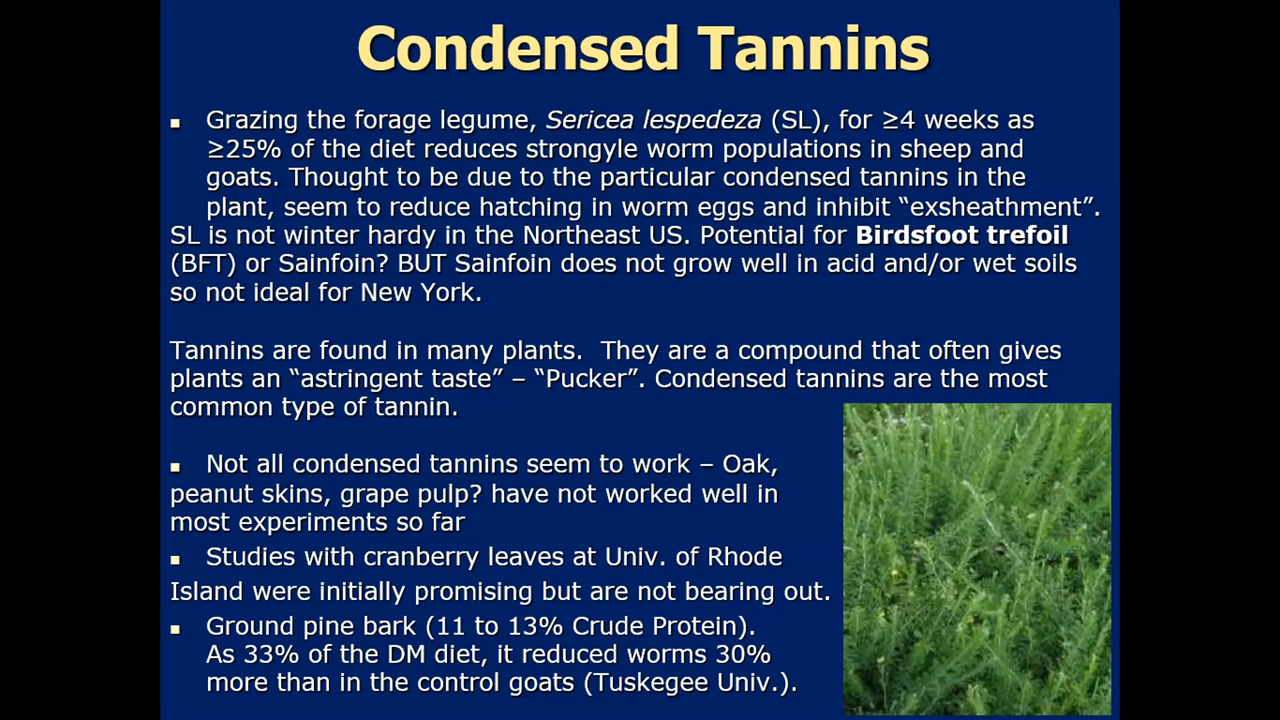 Condensed Tannins
▪ Grazing the forage legume, Sericea lespedeza (SL), for ≥4 weeks as
≥25% of the diet reduces strongyle worm populations in sheep and
goats. Thought to be due to the particular condensed tannins in the
plant, seem to reduce hatching in worm eggs and inhibit “exsheathment”.
SL is not winter hardy in the Northeast US. Potential for Birdsfoot trefoil
(BFT) or Sainfoin? BUT Sainfoin does not grow well in acid and/or wet soils
so not ideal for New York.
Tannins are found in many plants.  They are a compound that often gives
plants an “astringent taste” – “Pucker”. Condensed tannins are the most
common type of tannin.
▪ Not all condensed tannins seem to work – Oak,
peanut skins, grape pulp? have not worked well in
most experiments so far
▪ Studies with cranberry leaves at Univ. of Rhode
Island were initially promising but are not bearing out.
▪ Ground pine bark (11 to 13% Crude Protein).
As 33% of the DM diet, it reduced worms 30%
more than in the control goats (Tuskegee Univ.).